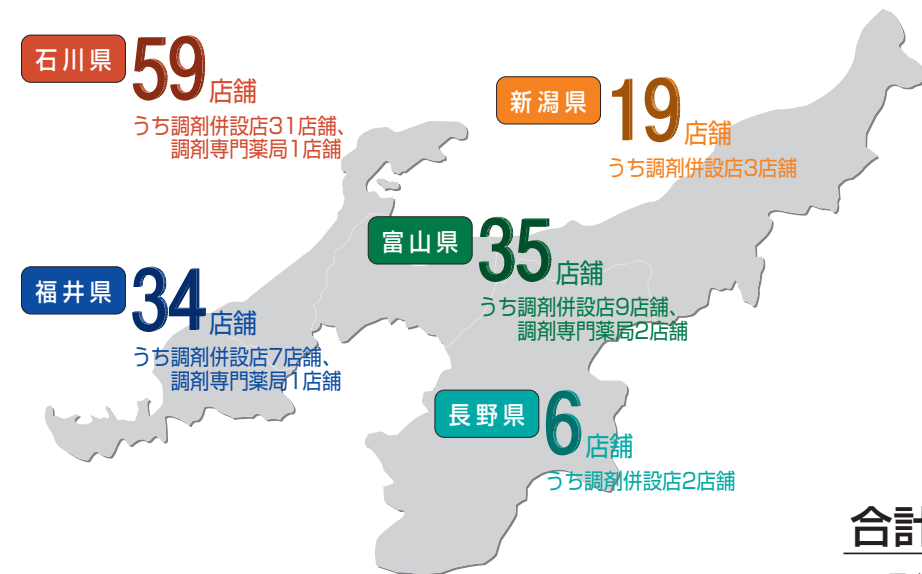 石川県 59店舗
うち調剤併設店31店舗、
調剤専門薬局1店舗
新潟県 19店舗
うち調剤併設店3店舗
富山県 35店舗
うち調剤併設店9店舗、
調剤専門薬局2店舗
福井県 34店舗
うち調剤併設店7店舗、
調剤専門薬局1店舗
長野県 6店舗
うち調剤併設店2店舗
合計